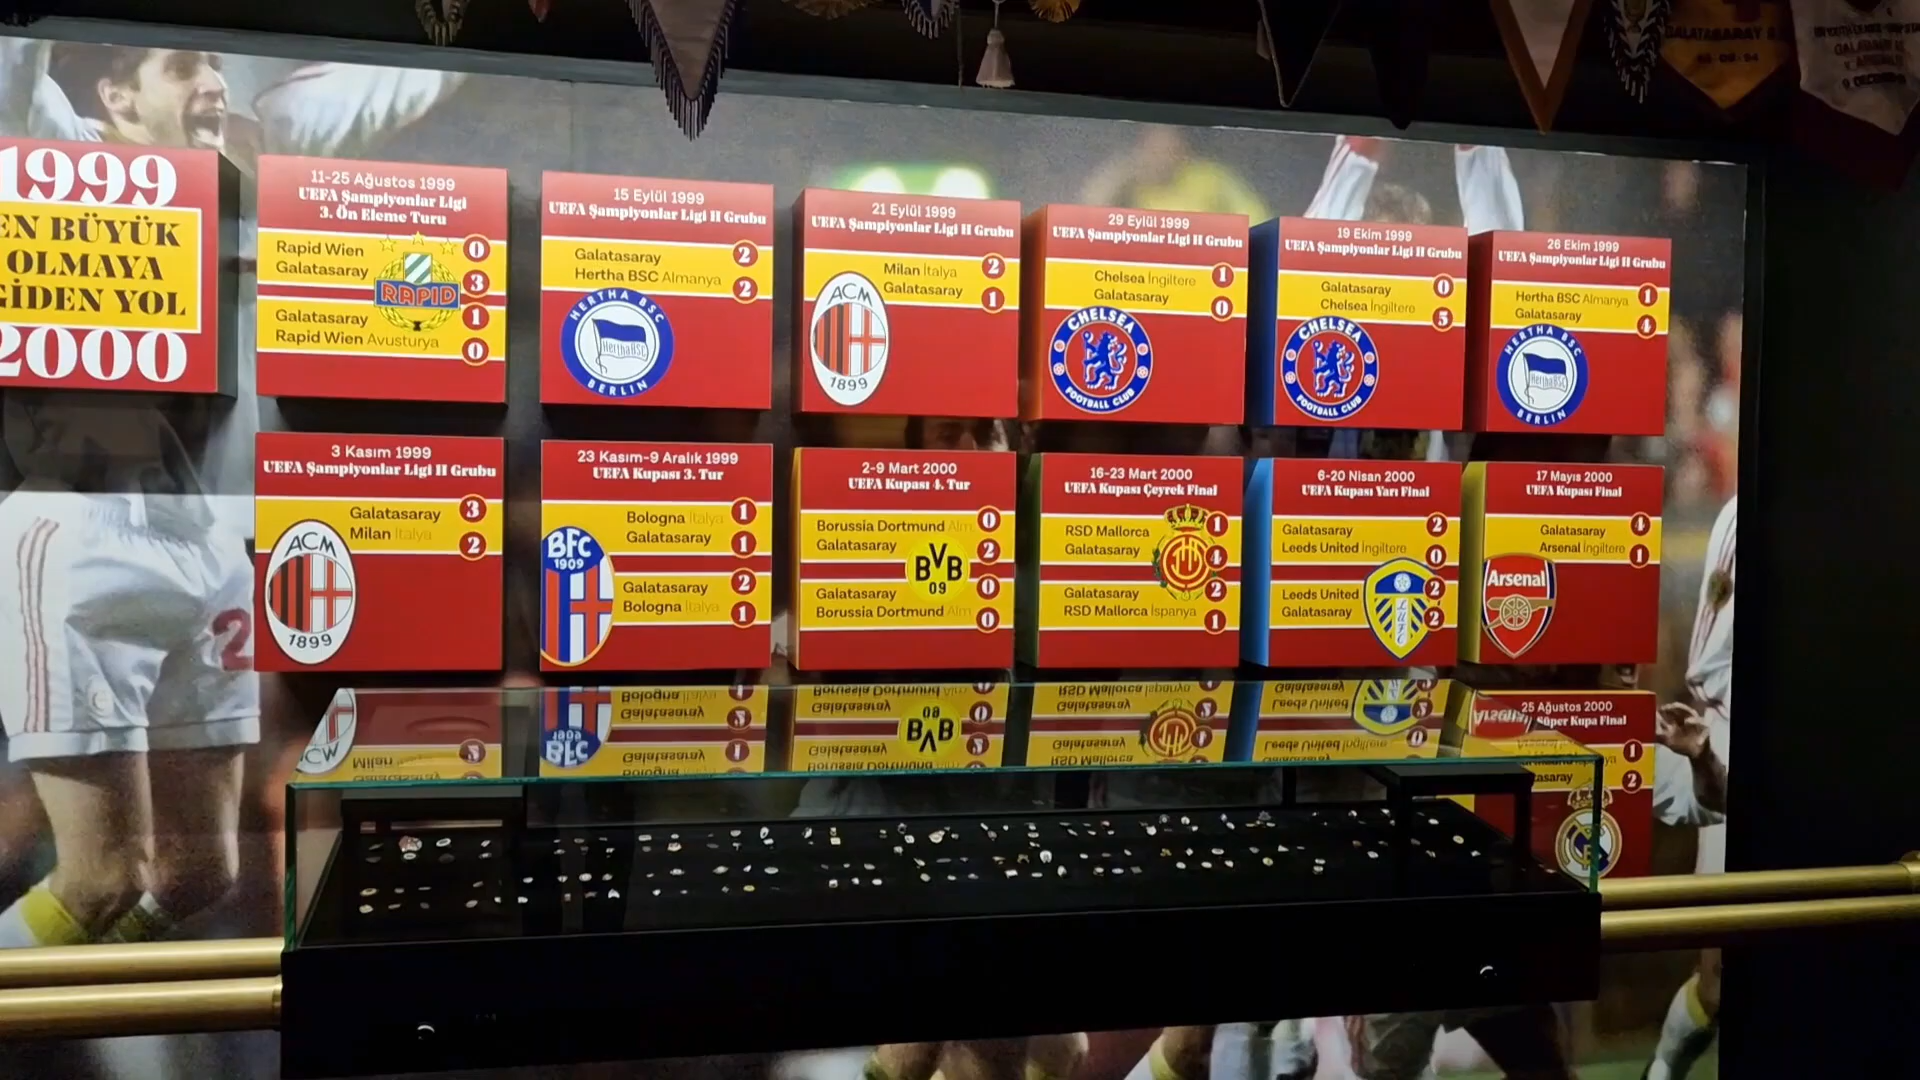 1999
EN BÜYÜK
OLMAYA
GİDEN YOL
2000
11-25 Ağustos 1999
UEFA Şampiyonlar Ligi
3. Ön Eleme Turu
Rapid Wien 0
Galatasaray 3
RAPID
Galatasaray 1
Rapid Wien Avusturya 0
15 Eylül 1999
UEFA Şampiyonlar Ligi H Grubu
Galatasaray 2
Hertha BSC Almanya 2
HERTHA BSC
HerthaBSC
BERLIN
21 Eylül 1999
UEFA Şampiyonlar Ligi H Grubu
Milan İtalya 2
Galatasaray 1
ACM
1899
29 Eylül 1999
UEFA Şampiyonlar Ligi H Grubu
Chelsea İngiltere 1
Galatasaray 0
CHELSEA
FOOTBALL CLUB
19 Ekim 1999
UEFA Şampiyonlar Ligi H Grubu
Galatasaray 0
Chelsea İngiltere 5
CHELSEA
FOOTBALL CLUB
26 Ekim 1999
UEFA Şampiyonlar Ligi H Grubu
Hertha BSC Almanya 1
Galatasaray 4
HERTHA BSC
HerthaBSC
BERLIN
3 Kasım 1999
UEFA Şampiyonlar Ligi H Grubu
Galatasaray 3
Milan İtalya 2
ACM
1899
23 Kasım-9 Aralık 1999
UEFA Kupası 3. Tur
Bologna İtalya 1
Galatasaray 1
BFC
1909
Galatasaray 2
Bologna İtalya 1
2-9 Mart 2000
UEFA Kupası 4. Tur
Borussia Dortmund Alm 0
Galatasaray 2
BVB
09
Galatasaray 0
Borussia Dortmund Alm 0
16-23 Mart 2000
UEFA Kupası Çeyrek Final
RSD Mallorca 1
Galatasaray 4
Galatasaray 2
RSD Mallorca İspanya 1
6-20 Nisan 2000
UEFA Kupası Yarı Final
Galatasaray 2
Leeds United İngiltere 0
Leeds United 2
Galatasaray 2
LUFC
17 Mayıs 2000
UEFA Kupası Final
Galatasaray 4
Arsenal İngiltere 1
Arsenal
25 Ağustos 2000
Süper Kupa Final
1
2
GALATASARAY